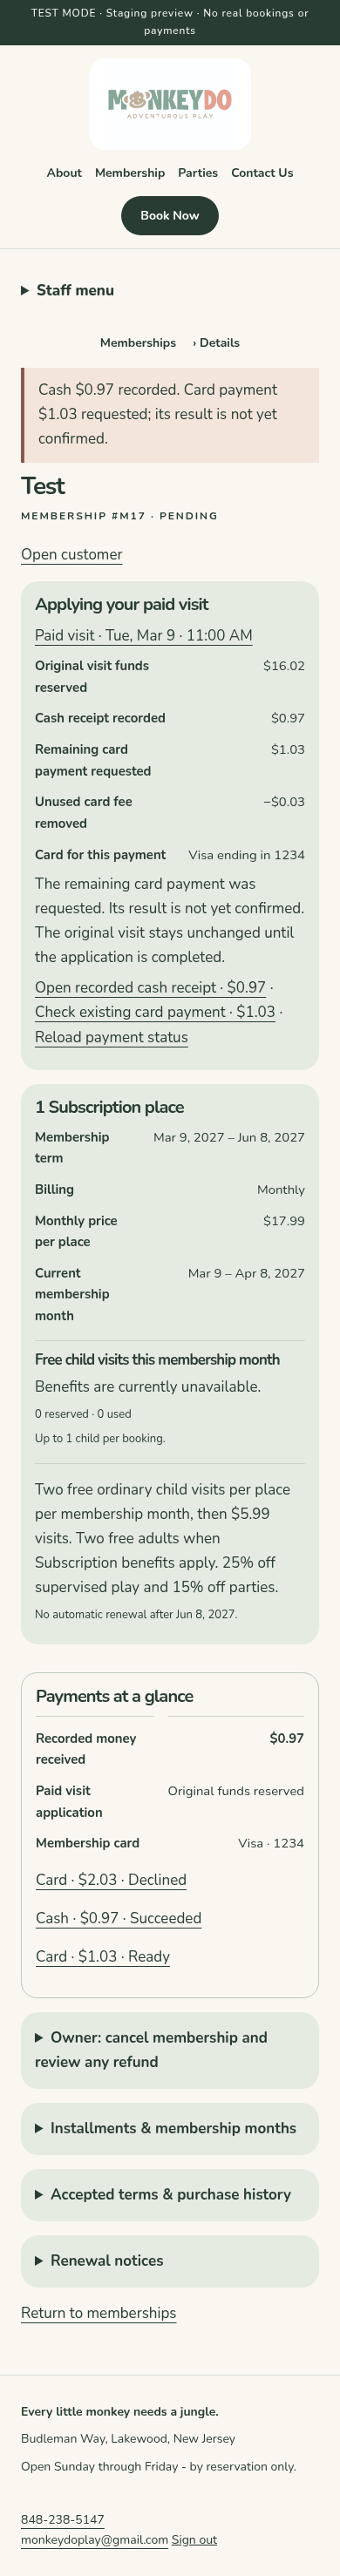 TEST MODE · Staging preview · No real bookings or
payments
MONKEYDO
ADVENTUROUS PLAY
About Membership Parties Contact Us
Book Now
▶ Staff menu
Memberships › Details
Cash $0.97 recorded. Card payment
$1.03 requested; its result is not yet
confirmed.
Test
MEMBERSHIP #M17 · PENDING
Open customer
Applying your paid visit
Paid visit · Tue, Mar 9 · 11:00 AM
Original visit funds $16.02
reserved
Cash receipt recorded $0.97
Remaining card $1.03
payment requested
Unused card fee −$0.03
removed
Card for this payment Visa ending in 1234
The remaining card payment was
requested. Its result is not yet confirmed.
The original visit stays unchanged until
the application is completed.
Open recorded cash receipt · $0.97 ·
Check existing card payment · $1.03 ·
Reload payment status
1 Subscription place
Membership Mar 9, 2027 – Jun 8, 2027
term
Billing Monthly
Monthly price $17.99
per place
Current Mar 9 – Apr 8, 2027
membership
month
Free child visits this membership month
Benefits are currently unavailable.
0 reserved · 0 used
Up to 1 child per booking.
Two free ordinary child visits per place
per membership month, then $5.99
visits. Two free adults when
Subscription benefits apply. 25% off
supervised play and 15% off parties.
No automatic renewal after Jun 8, 2027.
Payments at a glance
Recorded money $0.97
received
Paid visit Original funds reserved
application
Membership card Visa · 1234
Card · $2.03 · Declined
Cash · $0.97 · Succeeded
Card · $1.03 · Ready
▶ Owner: cancel membership and
review any refund
▶ Installments & membership months
▶ Accepted terms & purchase history
▶ Renewal notices
Return to memberships
Every little monkey needs a jungle.
Budleman Way, Lakewood, New Jersey
Open Sunday through Friday - by reservation only.
848-238-5147
monkeydoplay@gmail.com Sign out